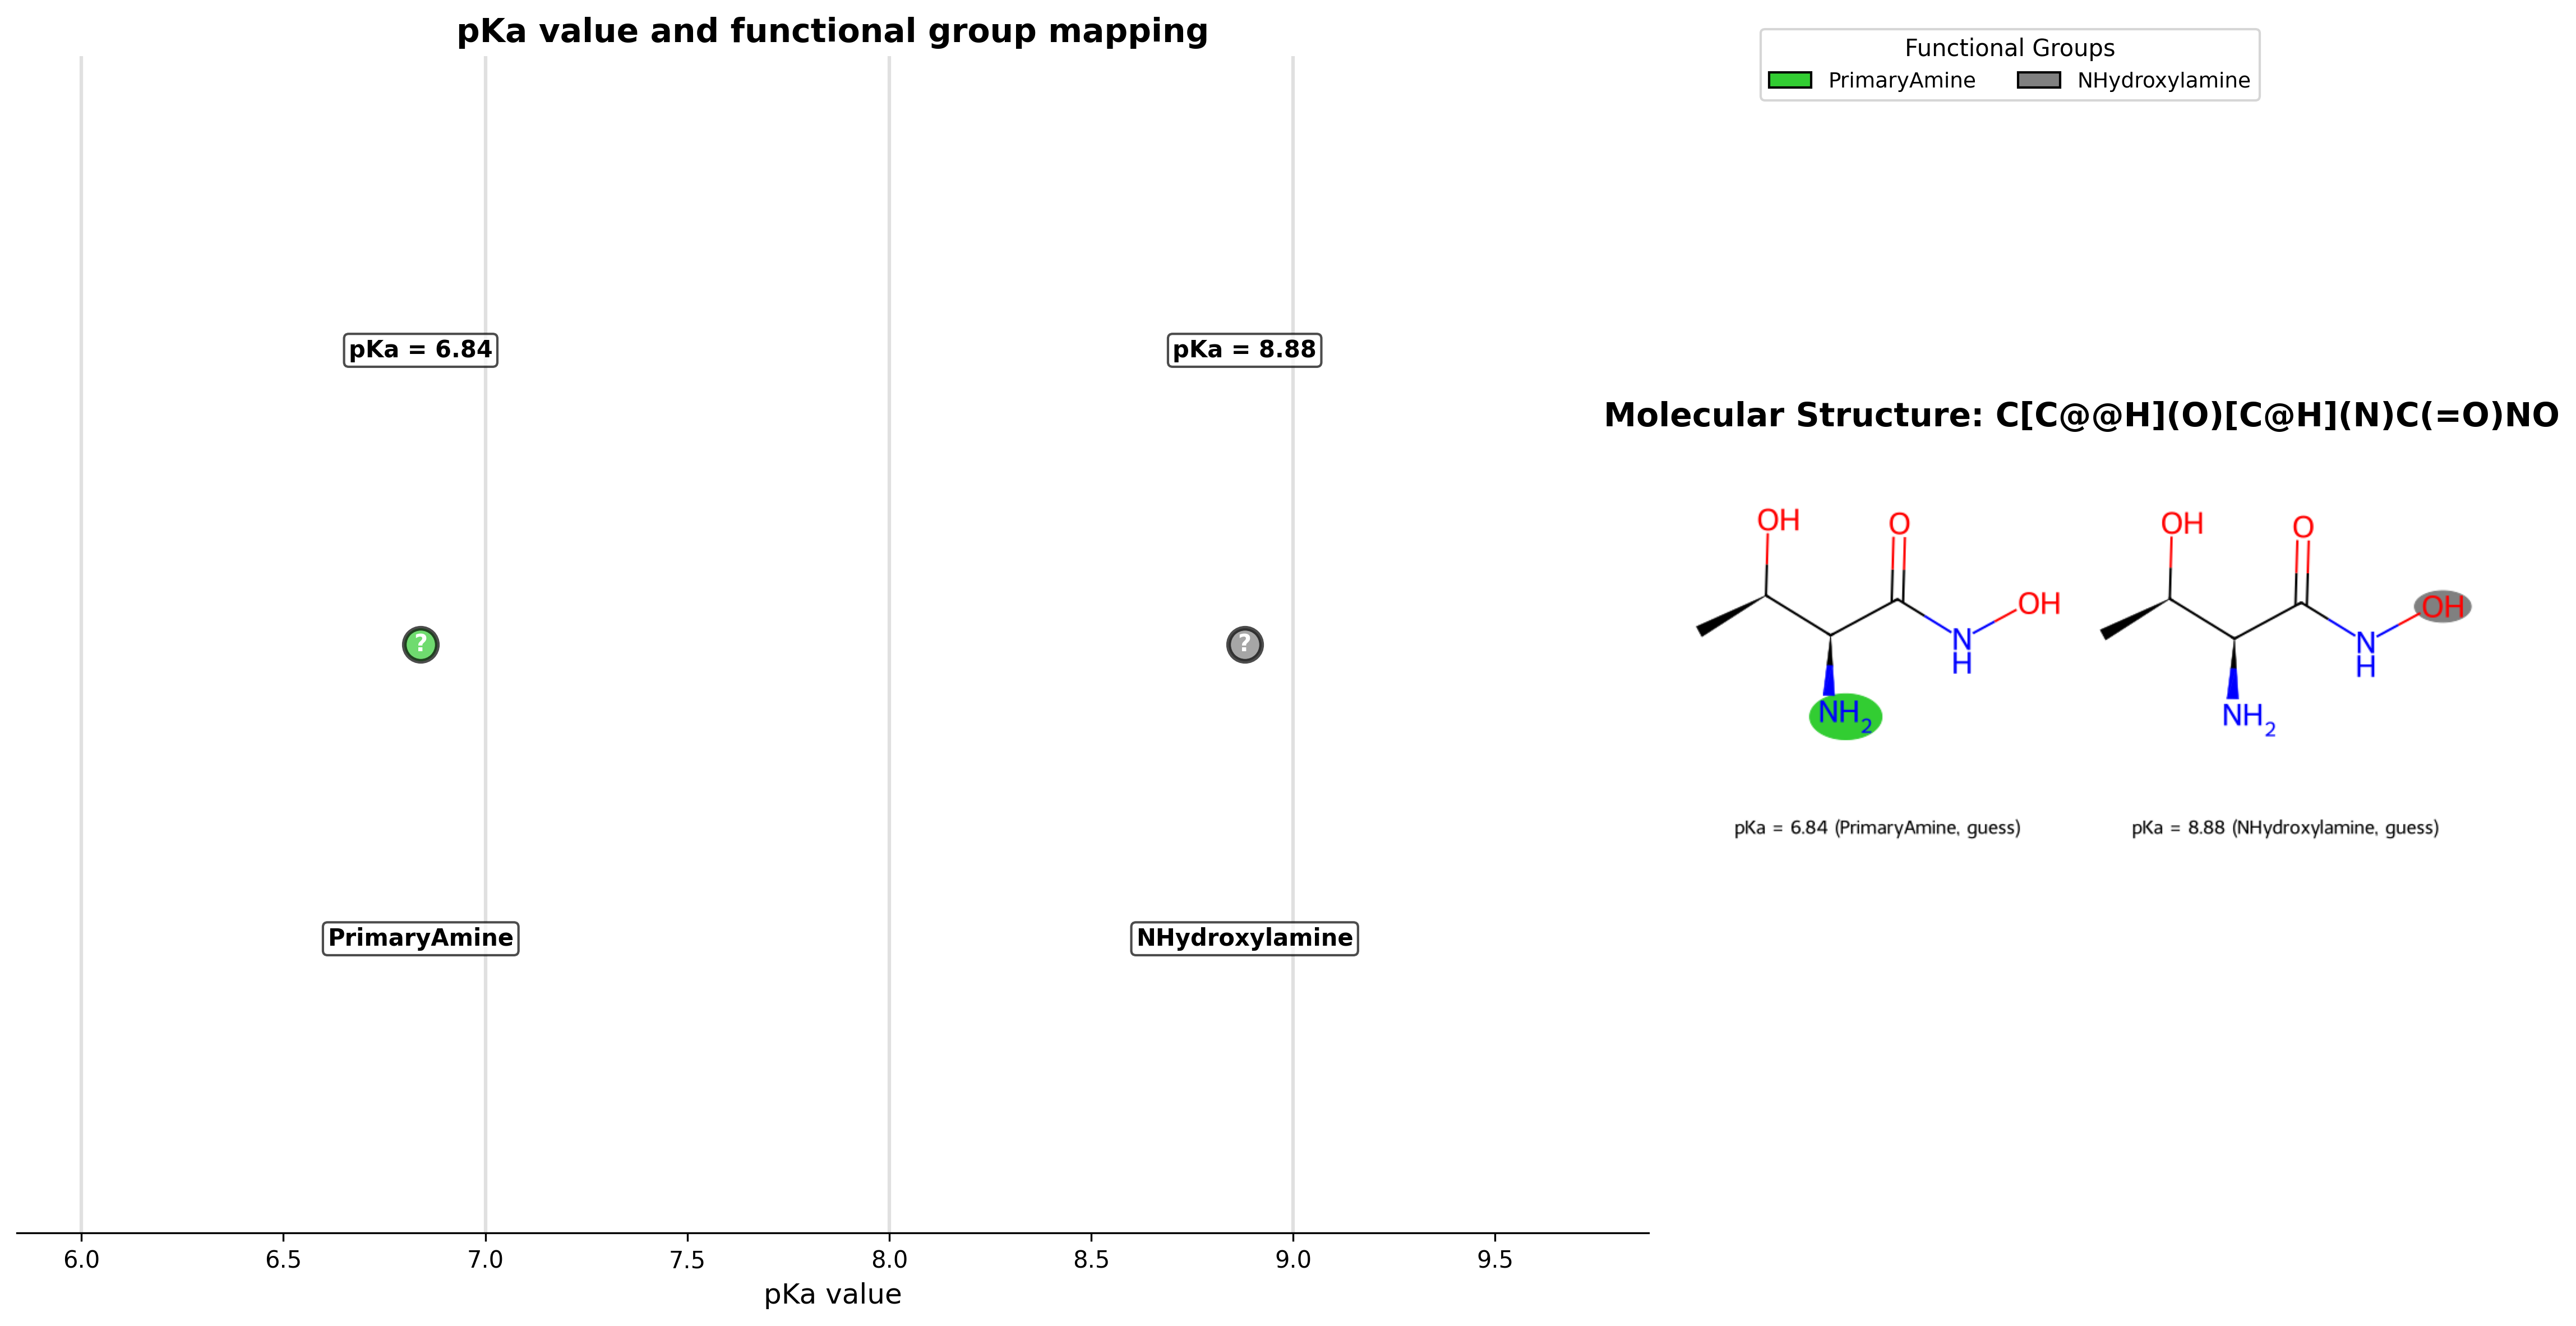 pKa value and functional group mapping
pKa = 6.84
pKa = 8.88
?
?
PrimaryAmine
NHydroxylamine
6.0
6.5
7.0
7.5
8.0
8.5
9.0
9.5
pKa value
Functional Groups
PrimaryAmine
NHydroxylamine
Molecular Structure: C[C@@H](O)[C@H](N)C(=O)NO
OH
O
OH
N
H
NH2
OH
O
OH
N
H
NH2
pKa = 6.84 (PrimaryAmine, guess)
pKa = 8.88 (NHydroxylamine, guess)